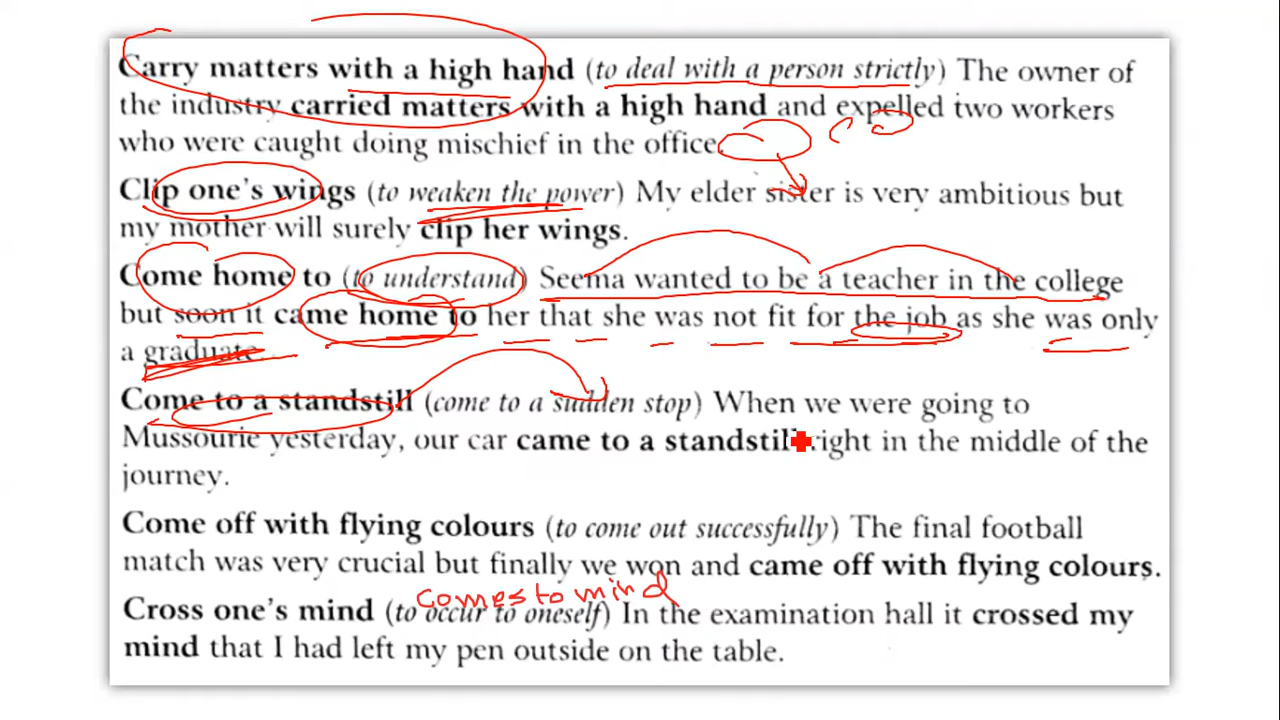 Carry matters with a high hand (to deal with a person strictly) The owner of
the industry carried matters with a high hand and expelled two workers
who were caught doing mischief in the office.
Clip one's wings (to weaken the power) My elder sister is very ambitious but
my mother will surely clip her wings.
Come home to (to understand) Seema wanted to be a teacher in the college
but soon it came home to her that she was not fit for the job as she was only
a graduate.
Come to a standstill (come to a sudden stop) When we were going to
Mussourie yesterday, our car came to a standstill right in the middle of the
journey.
Come off with flying colours (to come out successfully) The final football
match was very crucial but finally we won and came off with flying colours.
comes to mind
Cross one's mind (to occur to oneself) In the examination hall it crossed my
mind that I had left my pen outside on the table.